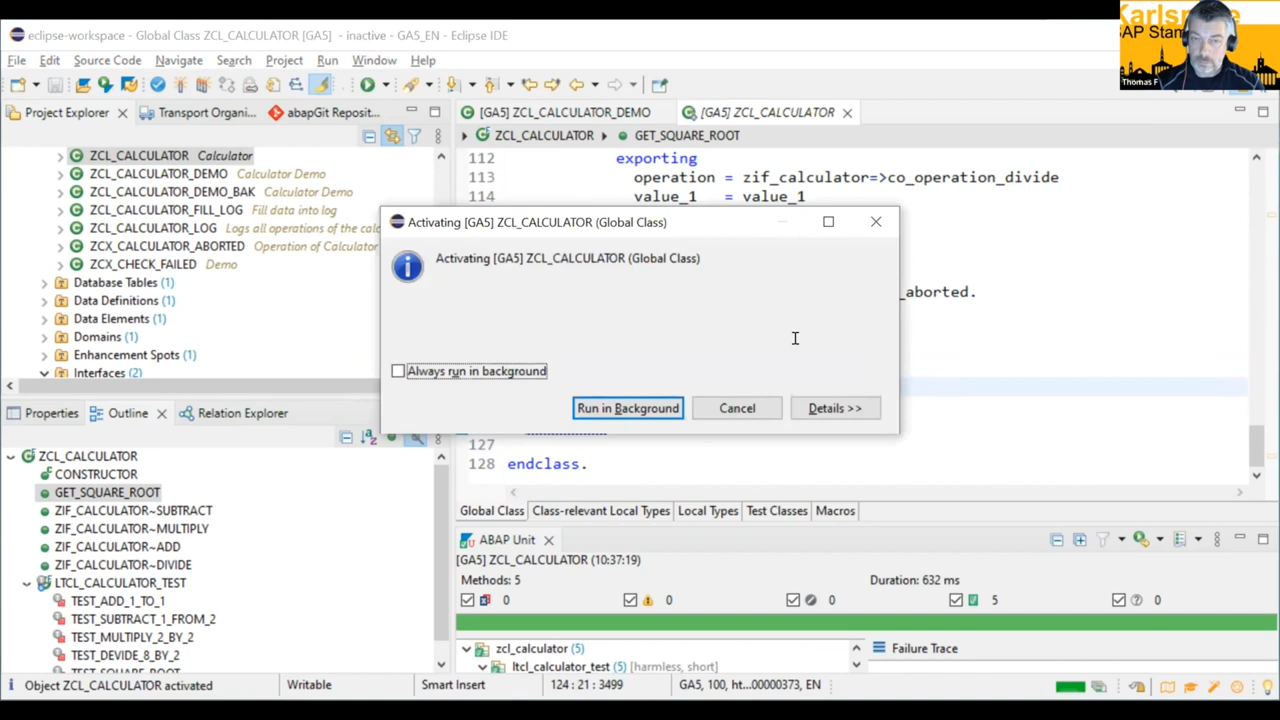 Karlsruhe
SAP Stam
Thomas F
eclipse-workspace - Global Class ZCL_CALCULATOR [GA5] - inactive - GA5_EN - Eclipse IDE
File Edit Source Code Navigate Search Project Run Window Help
Project Explorer Transport Organi... abapGit Reposit...
[GA5] ZCL_CALCULATOR_DEMO [GA5] ZCL_CALCULATOR
ZCL_CALCULATOR GET_SQUARE_ROOT
ZCL_CALCULATOR Calculator
ZCL_CALCULATOR_DEMO Calculator Demo
ZCL_CALCULATOR_DEMO_BAK Calculator Demo
ZCL_CALCULATOR_FILL_LOG Fill data into log
ZCL_CALCULATOR_LOG Logs all operations of the calc
ZCX_CALCULATOR_ABORTED Operation of Calculator
ZCX_CHECK_FAILED Demo
Database Tables (1)
Data Definitions (1)
Data Elements (1)
Domains (1)
Enhancement Spots (1)
Interfaces (2)
112 exporting
113 operation = zif_calculator=>co_operation_divide
114 value_1 = value_1
_aborted.
127
128 endclass.
Activating [GA5] ZCL_CALCULATOR (Global Class)
Activating [GA5] ZCL_CALCULATOR (Global Class)
Always run in background
Run in Background Cancel Details >>
Properties Outline Relation Explorer
ZCL_CALCULATOR
CONSTRUCTOR
GET_SQUARE_ROOT
ZIF_CALCULATOR~SUBTRACT
ZIF_CALCULATOR~MULTIPLY
ZIF_CALCULATOR~ADD
ZIF_CALCULATOR~DIVIDE
LTCL_CALCULATOR_TEST
TEST_ADD_1_TO_1
TEST_SUBTRACT_1_FROM_2
TEST_MULTIPLY_2_BY_2
TEST_DEVIDE_8_BY_2
TEST_SQUARE_ROOT
Global Class Class-relevant Local Types Local Types Test Classes Macros
ABAP Unit
[GA5] ZCL_CALCULATOR (10:37:19)
Methods: 5 Duration: 632 ms
0 0 0 5 0
zcl_calculator (5)
ltcl_calculator_test (5) [harmless, short]
Failure Trace
Object ZCL_CALCULATOR activated Writable Smart Insert 124 : 21 : 3499 GA5, 100, ht...00000373, EN